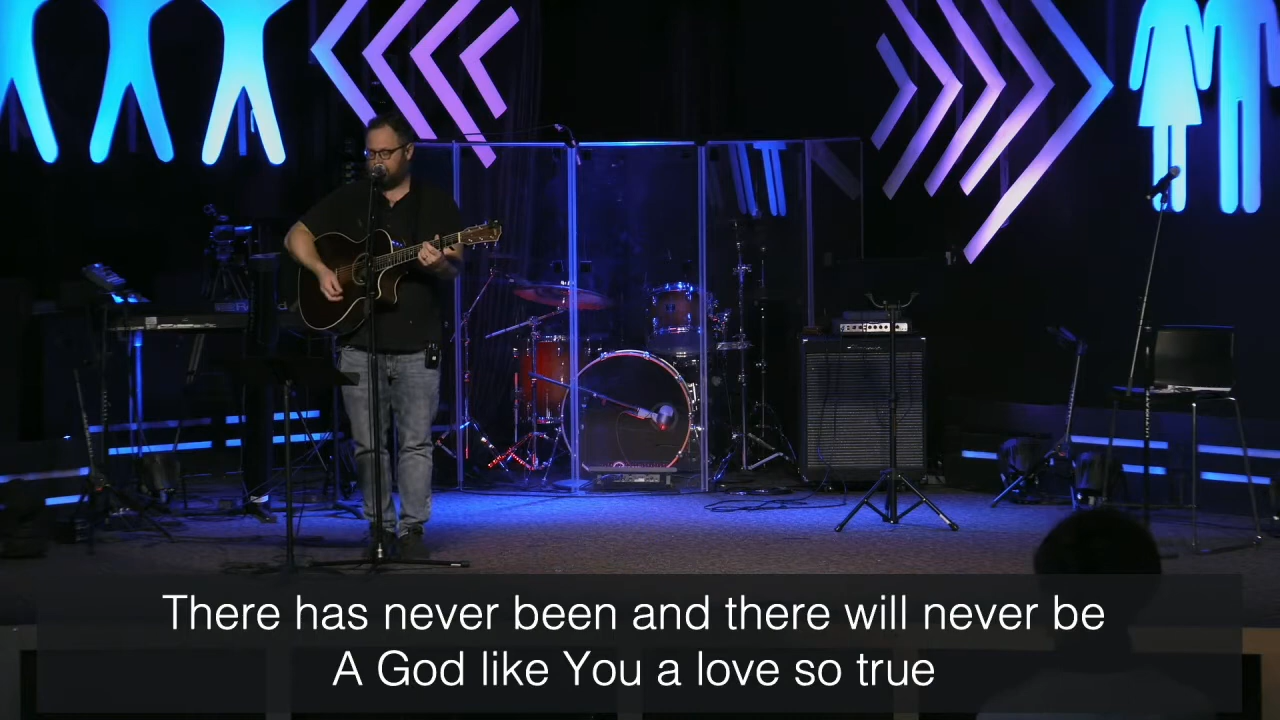 There has never been and there will never be
A God like You a love so true